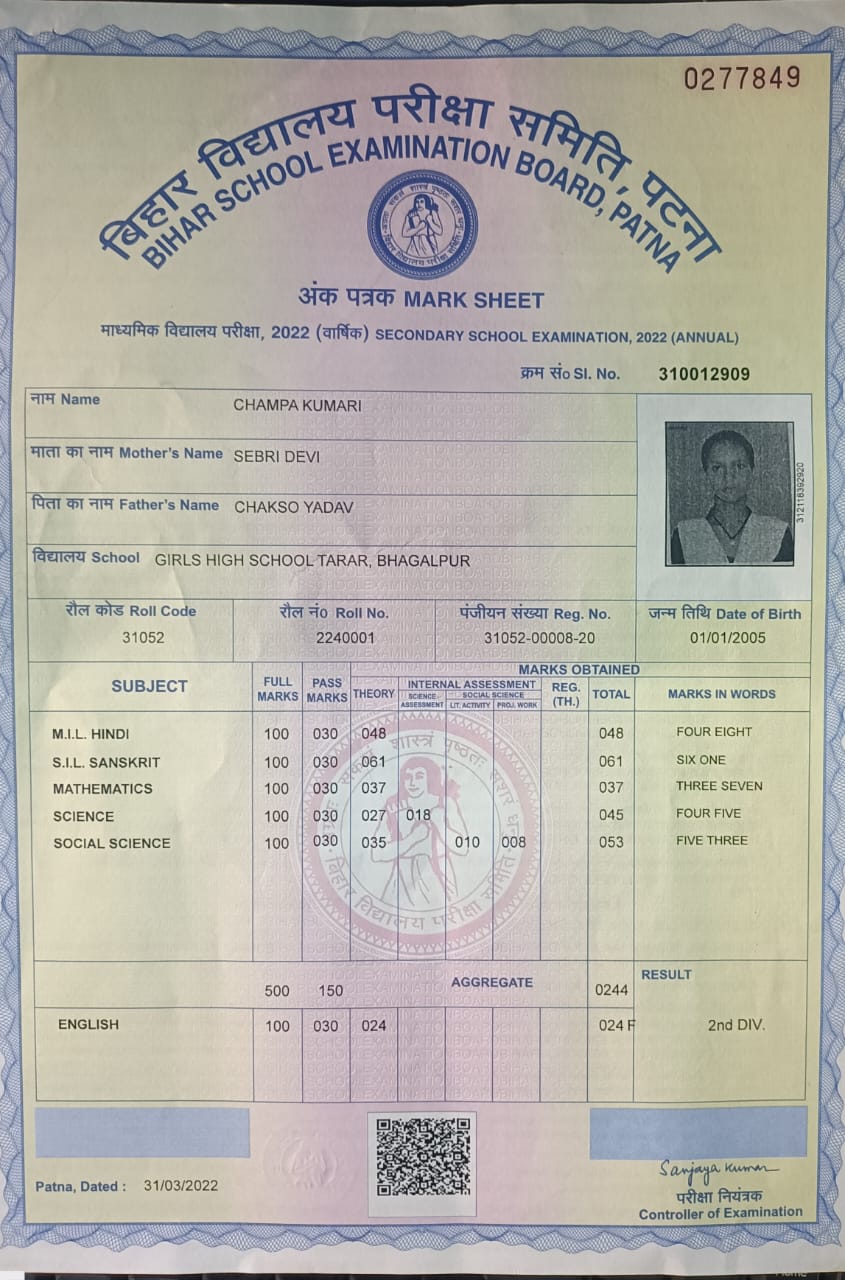 0277849
बिहार विद्यालय परीक्षा समिति, पटना
BIHAR SCHOOL EXAMINATION BOARD, PATNA
अंक पत्रक MARK SHEET
माध्यमिक विद्यालय परीक्षा, 2022 (वार्षिक) SECONDARY SCHOOL EXAMINATION, 2022 (ANNUAL)
क्रम सं० Sl. No. 310012909
नाम Name CHAMPA KUMARI
माता का नाम Mother's Name SEBRI DEVI
पिता का नाम Father's Name CHAKSO YADAV
विद्यालय School GIRLS HIGH SCHOOL TARAR, BHAGALPUR
312118392920
रौल कोड Roll Code रौल नं० Roll No. पंजीयन संख्या Reg. No. जन्म तिथि Date of Birth
31052 2240001 31052-00008-20 01/01/2005
MARKS OBTAINED
SUBJECT FULL MARKS PASS MARKS THEORY INTERNAL ASSESSMENT REG. (TH.) TOTAL MARKS IN WORDS
SCIENCE SOCIAL SCIENCE
ASSESSMENT LIT. ACTIVITY PROJ. WORK
M.I.L. HINDI 100 030 048 048 FOUR EIGHT
S.I.L. SANSKRIT 100 030 061 061 SIX ONE
MATHEMATICS 100 030 037 037 THREE SEVEN
SCIENCE 100 030 027 018 045 FOUR FIVE
SOCIAL SCIENCE 100 030 035 010 008 053 FIVE THREE
बिहार विद्यालय परीक्षा समिति
500 150 AGGREGATE 0244 RESULT
ENGLISH 100 030 024 024 F 2nd DIV.
Patna, Dated : 31/03/2022
Sanjaya Kumar
परीक्षा नियंत्रक
Controller of Examination